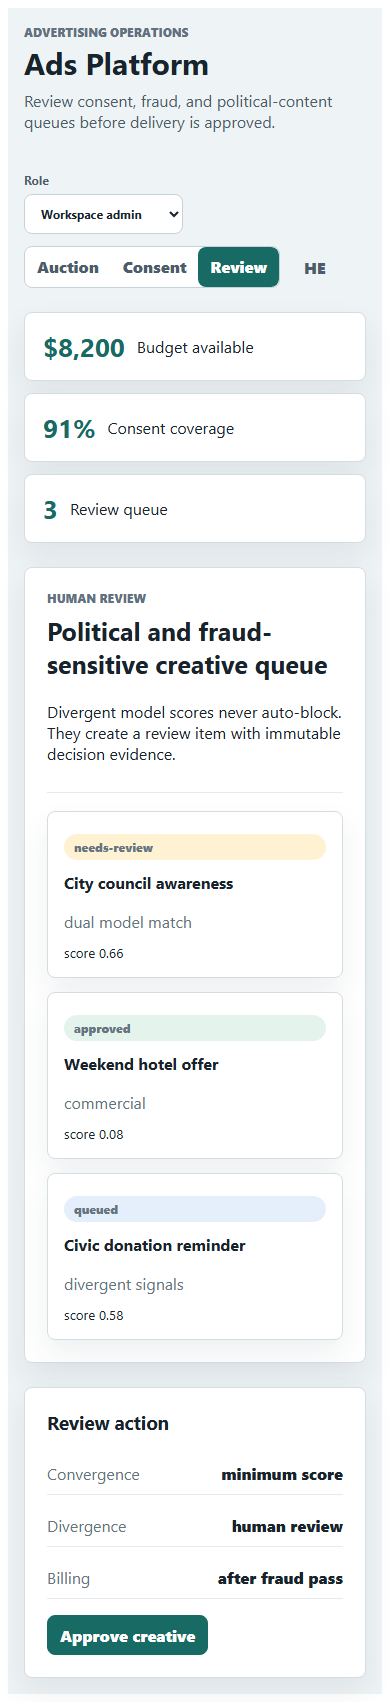 ADVERTISING OPERATIONS
Ads Platform
Review consent, fraud, and political-content
queues before delivery is approved.
Role
Workspace admin
Auction Consent Review HE
$8,200 Budget available
91% Consent coverage
3 Review queue
HUMAN REVIEW
Political and fraud-
sensitive creative queue
Divergent model scores never auto-block.
They create a review item with immutable
decision evidence.
needs-review
City council awareness
dual model match
score 0.66
approved
Weekend hotel offer
commercial
score 0.08
queued
Civic donation reminder
divergent signals
score 0.58
Review action
Convergence minimum score
Divergence human review
Billing after fraud pass
Approve creative